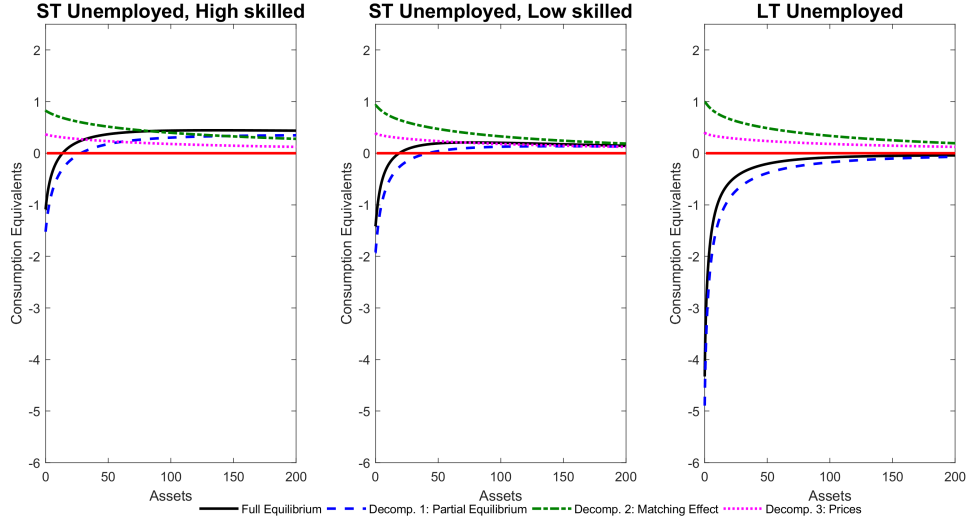 ST Unemployed, High skilled
2
1
0
-1
-2
-3
-4
-5
-6
Consumption Equivalents
0 50 100 150 200
Assets
ST Unemployed, Low skilled
2
1
0
-1
-2
-3
-4
-5
-6
Consumption Equivalents
0 50 100 150 200
Assets
LT Unemployed
2
1
0
-1
-2
-3
-4
-5
-6
Consumption Equivalents
0 50 100 150 200
Assets
Full Equilibrium Decomp. 1: Partial Equilibrium Decomp. 2: Matching Effect Decomp. 3: Prices